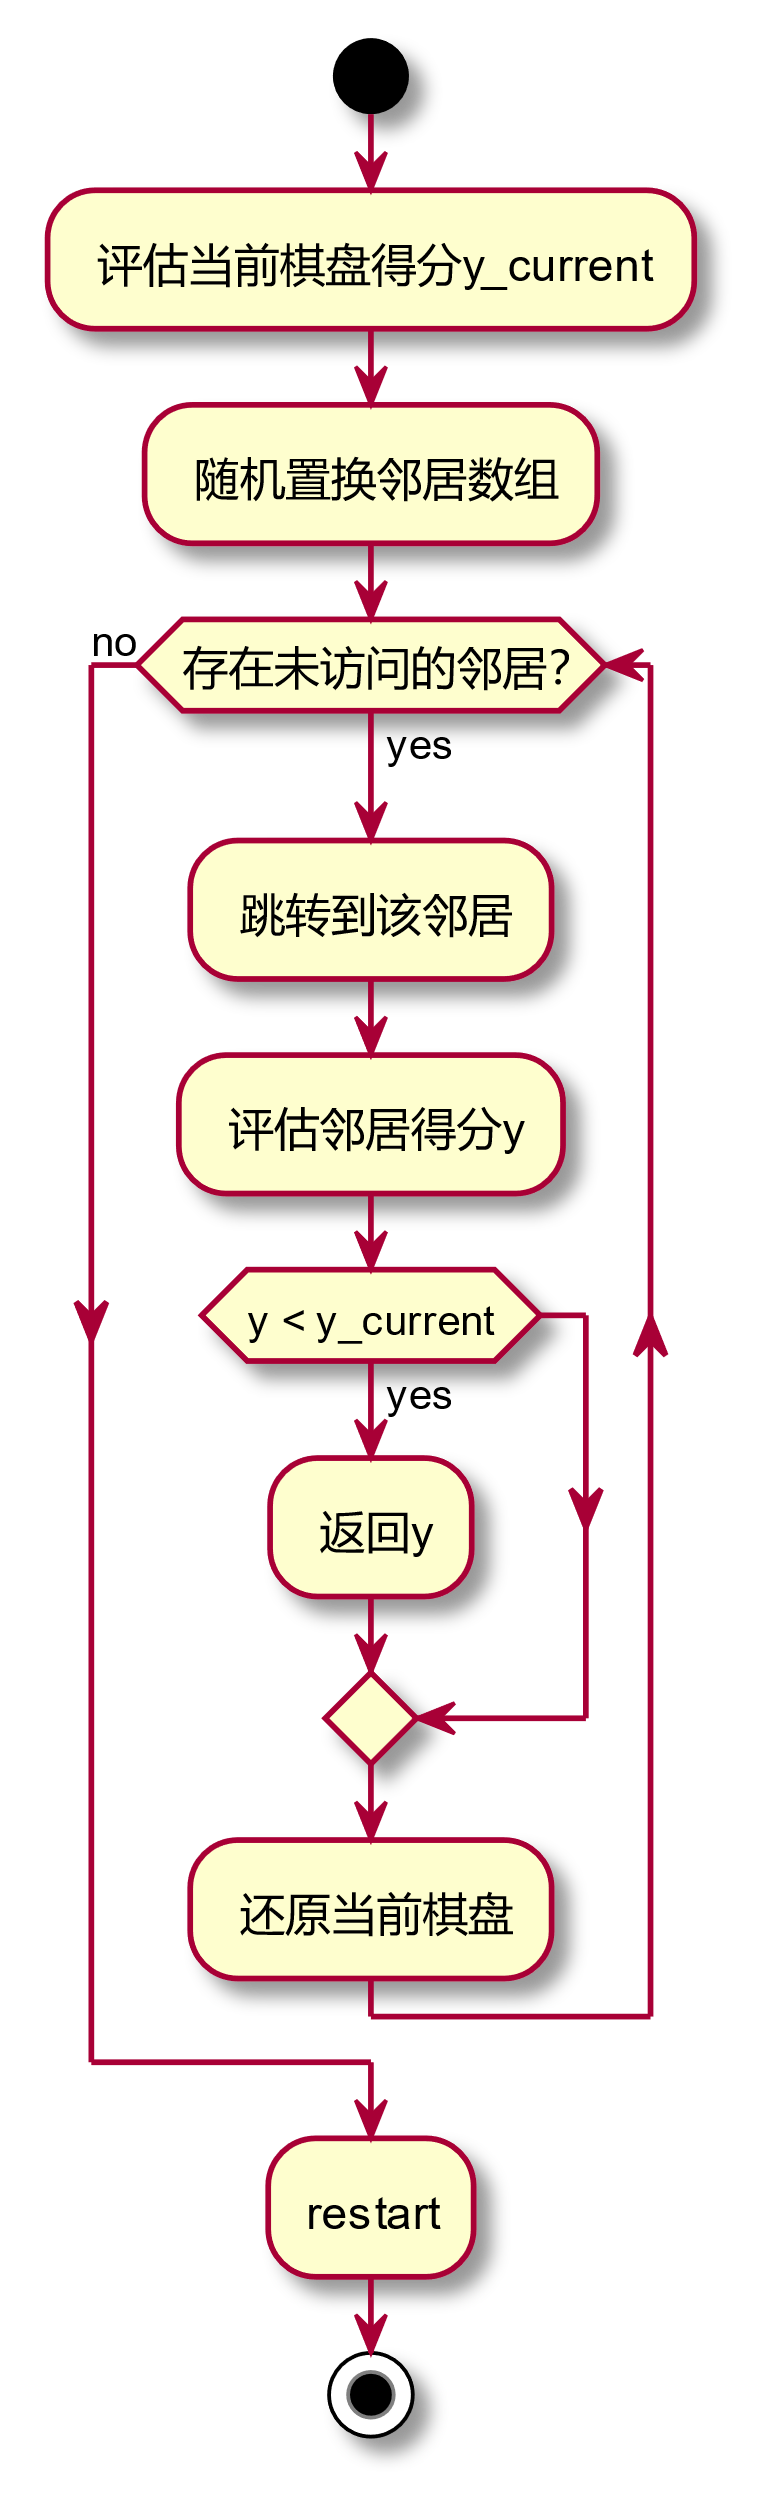 评估当前棋盘得分y_current
随机置换邻居数组
no
存在未访问的邻居?
yes
跳转到该邻居
评估邻居得分y
y < y_current
yes
返回y
还原当前棋盘
restart